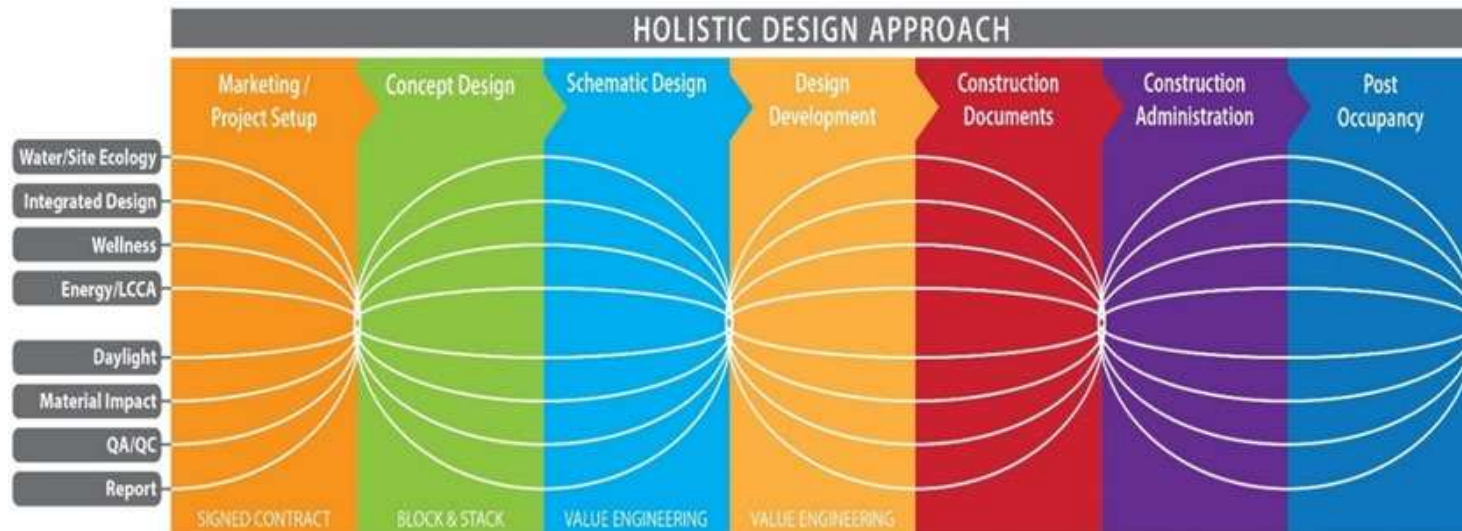 HOLISTIC DESIGN APPROACH
Marketing /
Project Setup
Concept Design
Schematic Design
Design
Development
Construction
Documents
Construction
Administration
Post
Occupancy
Water/Site Ecology
Integrated Design
Wellness
Energy/LCCA
Daylight
Material Impact
QA/QC
Report
SIGNED CONTRACT
BLOCK & STACK
VALUE ENGINEERING
VALUE ENGINEERING